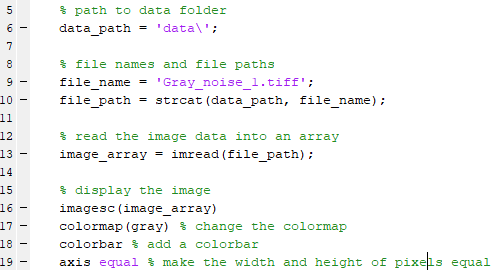 5 % path to data folder
6 – data_path = 'data\';
7
8 % file names and file paths
9 – file_name = 'Gray_noise_1.tiff';
10 – file_path = strcat(data_path, file_name);
11
12 % read the image data into an array
13 – image_array = imread(file_path);
14
15 % display the image
16 – imagesc(image_array)
17 – colormap(gray) % change the colormap
18 – colorbar % add a colorbar
19 – axis equal % make the width and height of pixels equal